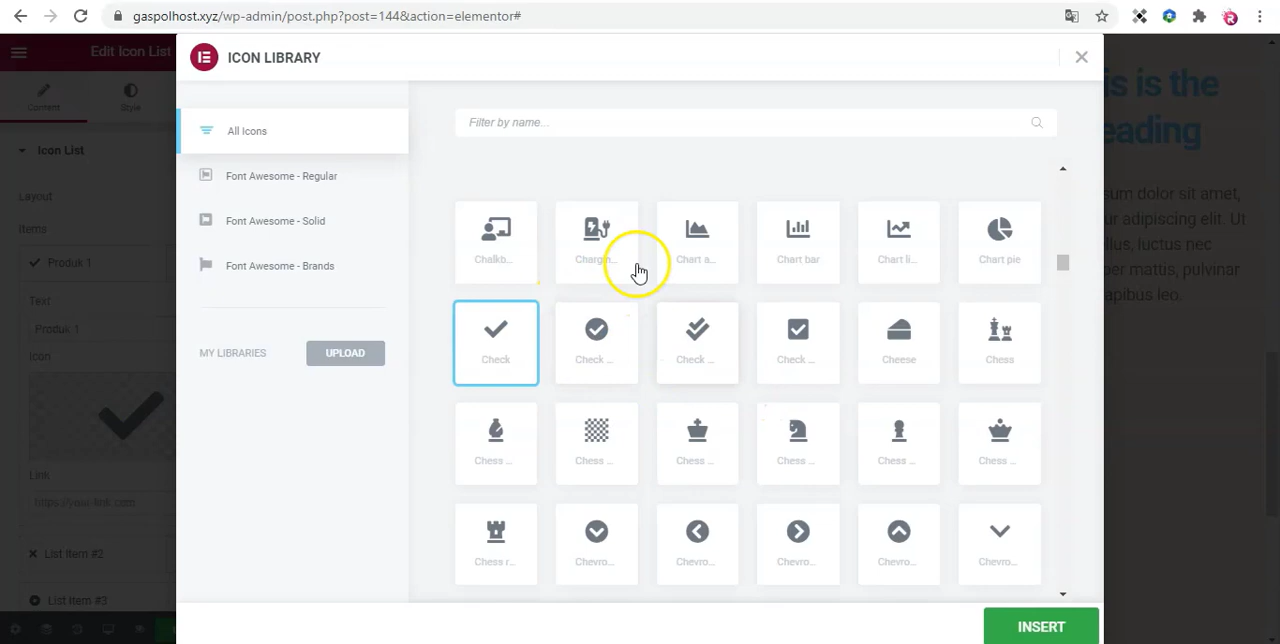 gaspolhost.xyz/wp-admin/post.php?post=144&action=elementor#
Edit Icon List
ICON LIBRARY
Content
Style
All Icons
Filter by name...
Icon List
Font Awesome - Regular
Layout
Font Awesome - Solid
Items
Produk 1
Font Awesome - Brands
Text
Produk 1
Icon
MY LIBRARIES
UPLOAD
Link
https://your-link.com
List Item #2
List Item #3
Chalkb...
Chargin...
Chart a...
Chart bar
Chart li...
Chart pie
Check
Check ...
Check ...
Check ...
Cheese
Chess
Chess ...
Chess ...
Chess ...
Chess ...
Chess ...
Chess ...
Chess r...
Chevro...
Chevro...
Chevro...
Chevro...
Chevro...
INSERT
is is the
eading
sum dolor sit amet,
ur adipiscing elit. Ut
llus, luctus nec
er mattis, pulvinar
apibus leo.